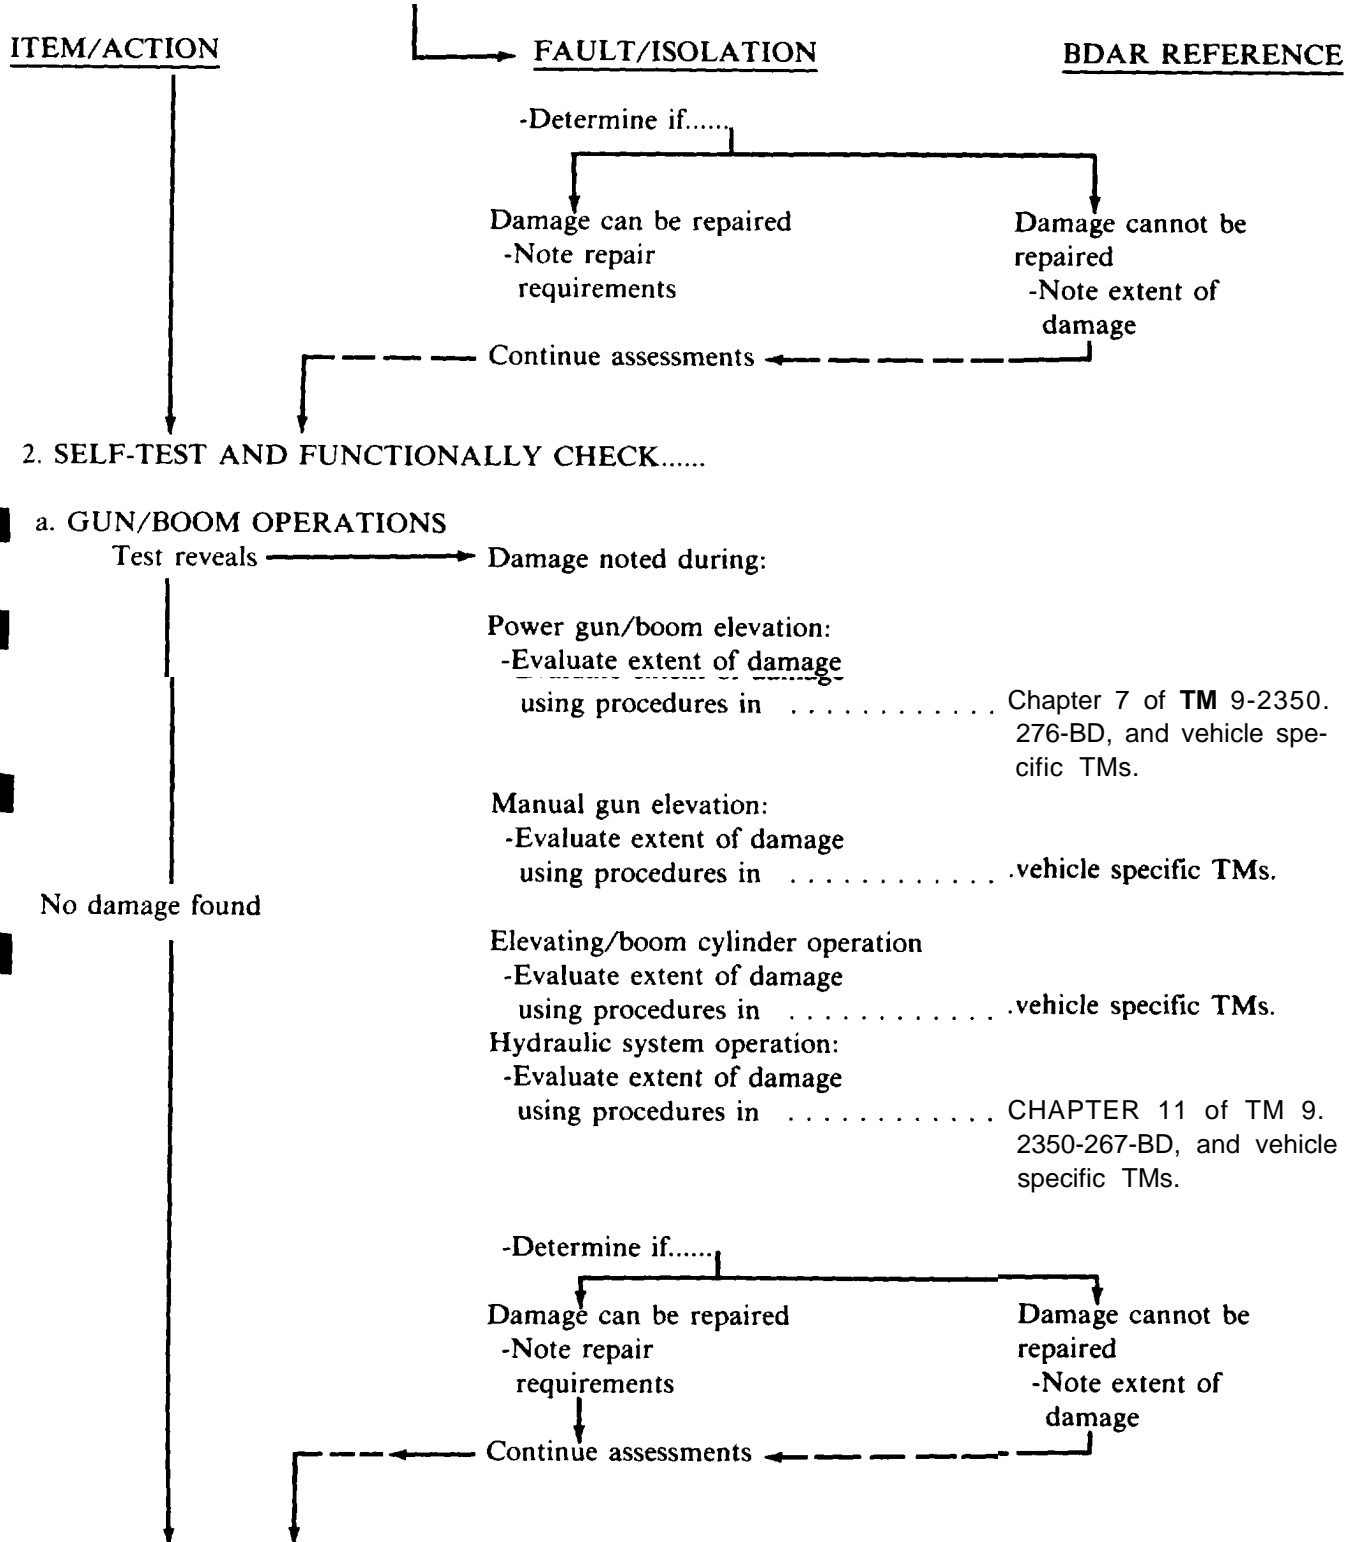 ITEM/ACTION FAULT/ISOLATION BDAR REFERENCE
-Determine if......
Damage can be repaired
-Note repair
requirements
Damage cannot be
repaired
-Note extent of
damage
Continue assessments
2. SELF-TEST AND FUNCTIONALLY CHECK......
a. GUN/BOOM OPERATIONS
Test reveals Damage noted during:
Power gun/boom elevation:
-Evaluate extent of damage
using procedures in . . . . . . . . . . . . Chapter 7 of TM 9-2350.
276-BD, and vehicle spe-
cific TMs.
Manual gun elevation:
-Evaluate extent of damage
using procedures in . . . . . . . . . . . . .vehicle specific TMs.
No damage found
Elevating/boom cylinder operation
-Evaluate extent of damage
using procedures in . . . . . . . . . . . . .vehicle specific TMs.
Hydraulic system operation:
-Evaluate extent of damage
using procedures in . . . . . . . . . . . . CHAPTER 11 of TM 9.
2350-267-BD, and vehicle
specific TMs.
-Determine if......
Damage can be repaired
-Note repair
requirements
Damage cannot be
repaired
-Note extent of
damage
Continue assessments